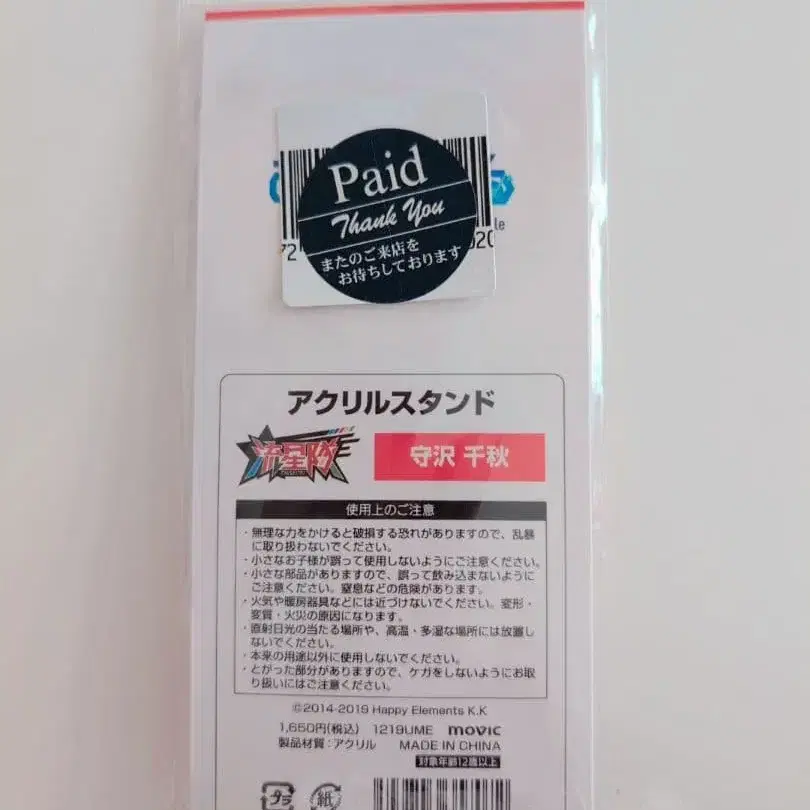 Paid
Thank You
le
72
020
またのご来店を
お待ちしております
アクリルスタンド
流星隊
守沢 千秋
使用上のご注意
・無理な力をかけると破損する恐れがありますので、乱暴
に取り扱わないでください。
・小さなお子様が誤って使用しないようにご注意ください。
・小さな部品がありますので、誤って飲み込まないように
ご注意ください。窒息などの危険があります。
・火気や暖房器具などには近づけないでください。変形・
変質・火災の原因になります。
・直射日光の当たる場所や、高温・多湿な場所には放置し
ないでください。
・本来の用途以外に使用しないでください。
・とがった部分がありますので、ケガをしないようにお取
り扱いにはご注意ください。
©2014-2019 Happy Elements K.K
1,650円(税込) 1219UME movic
製品材質：アクリル MADE IN CHINA
対象年齢12歳以上
プラ 紙